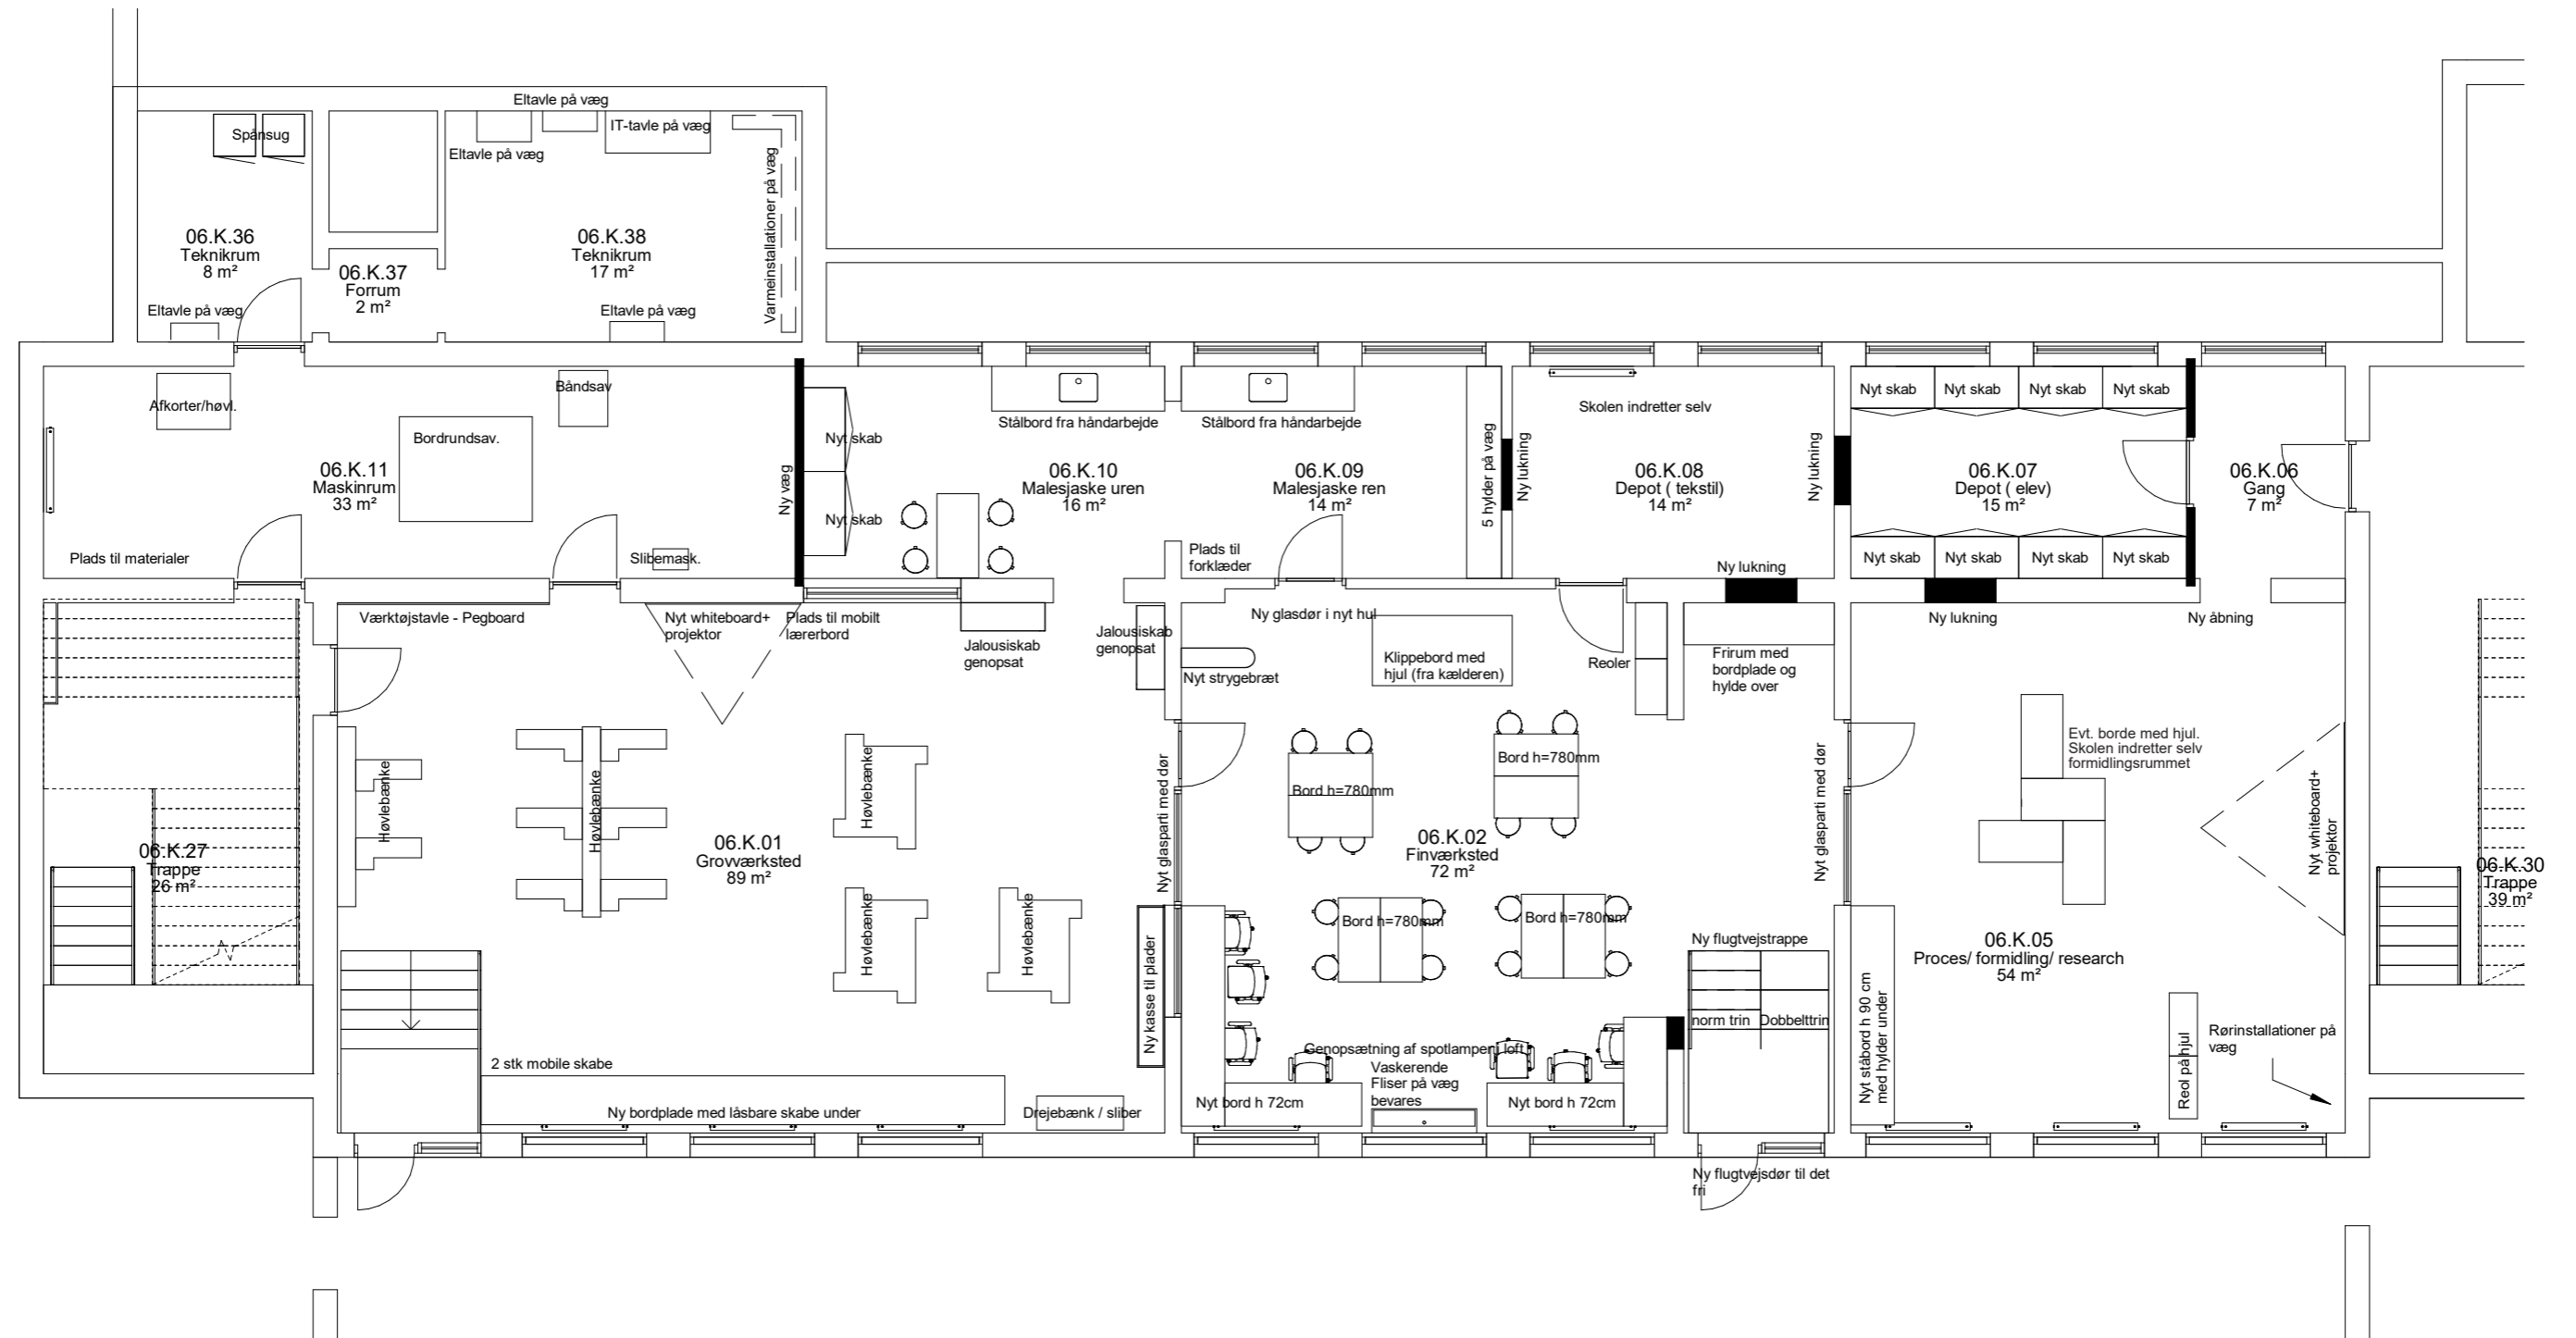 Eltavle på væg
Spånsug
IT-tavle på væg
Eltavle på væg
Varmeinstallationer på væg
06.K.36
Teknikrum
8 m²
06.K.37
Forrum
2 m²
06.K.38
Teknikrum
17 m²
Eltavle på væg
Eltavle på væg
Afkorter/høvl.
Båndsav
Bordrundsav.
06.K.11
Maskinrum
33 m²
Plads til materialer
Slibemask.
Ny væg
Nyt skab
Nyt skab
Stålbord fra håndarbejde
Stålbord fra håndarbejde
06.K.10
Malesjaske uren
16 m²
06.K.09
Malesjaske ren
14 m²
Plads til
forklæder
5 hylder på væg
Ny lukning
Skolen indretter selv
06.K.08
Depot ( tekstil)
14 m²
Ny lukning
Ny lukning
Nyt skab
Nyt skab
Nyt skab
Nyt skab
06.K.07
Depot ( elev)
15 m²
Nyt skab
Nyt skab
Nyt skab
Nyt skab
06.K.06
Gang
7 m²
Værktøjstavle - Pegboard
Nyt whiteboard+
projektor
Plads til mobilt
lærerbord
Jalousiskab
genopsat
Jalousiskab
genopsat
Ny glasdør i nyt hul
Nyt strygebræt
Klippebord med
hjul (fra kælderen)
Reoler
Frirum med
bordplade og
hylde over
Ny lukning
Ny åbning
06.K.27
Trappe
26 m²
Høvlebænke
Høvlebænke
06.K.01
Grovværksted
89 m²
Høvlebænke
Høvlebænke
Høvlebænke
Nyt glasparti med dør
Ny kasse til plader
2 stk mobile skabe
Ny bordplade med låsbare skabe under
Drejebænk / sliber
Bord h=780mm
Bord h=780mm
06.K.02
Finværksted
72 m²
Bord h=780mm
Bord h=780mm
Genopsætning af spotlamper i loft
Vaskerende
Fliser på væg
bevares
Nyt bord h 72cm
Nyt bord h 72cm
Nyt glasparti med dør
Ny flugtvejstrappe
norm trin
Dobbelttrin
Ny flugtvejsdør til det
fri
Evt. borde med hjul.
Skolen indretter selv
formidlingsrummet
Nyt whiteboard+
projektor
06.K.05
Proces/ formidling/ research
54 m²
Nyt ståbord h 90 cm
med hylder under
Reol på hjul
Rørinstallationer på
væg
06.K.30
Trappe
39 m²